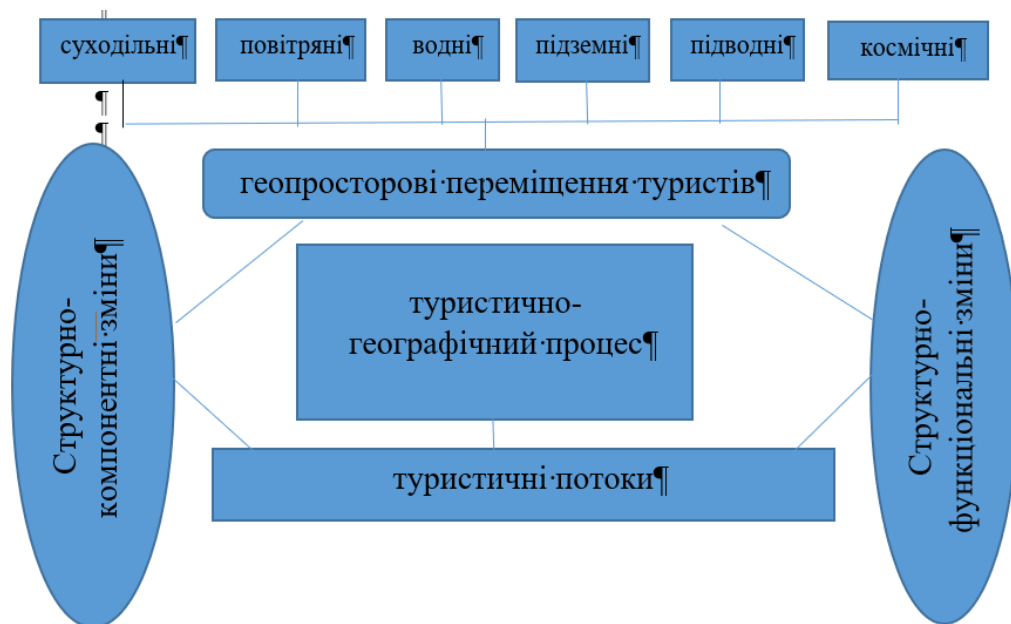 суходільні¶
повітряні¶
водні¶
підземні¶
підводні¶
космічні¶
¶
¶
геопросторові·переміщення·туристів¶
Структурно-
компонентні·зміни¶
туристично-
географічний·процес¶
Структурно-
функціональні·зміни¶
туристичні·потоки¶